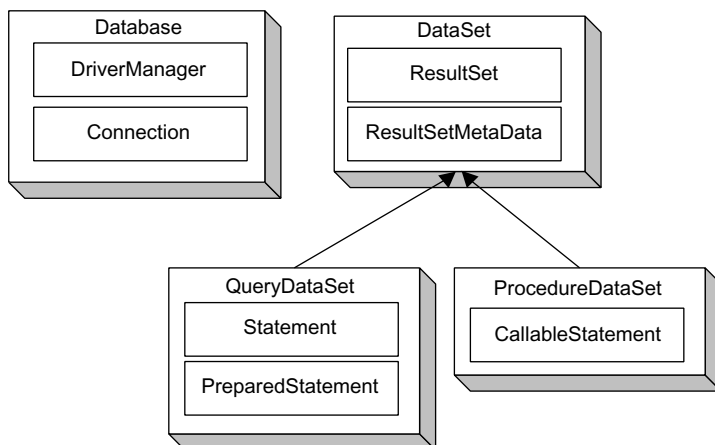 Database
DriverManager
Connection
DataSet
ResultSet
ResultSetMetaData
QueryDataSet
Statement
PreparedStatement
ProcedureDataSet
CallableStatement